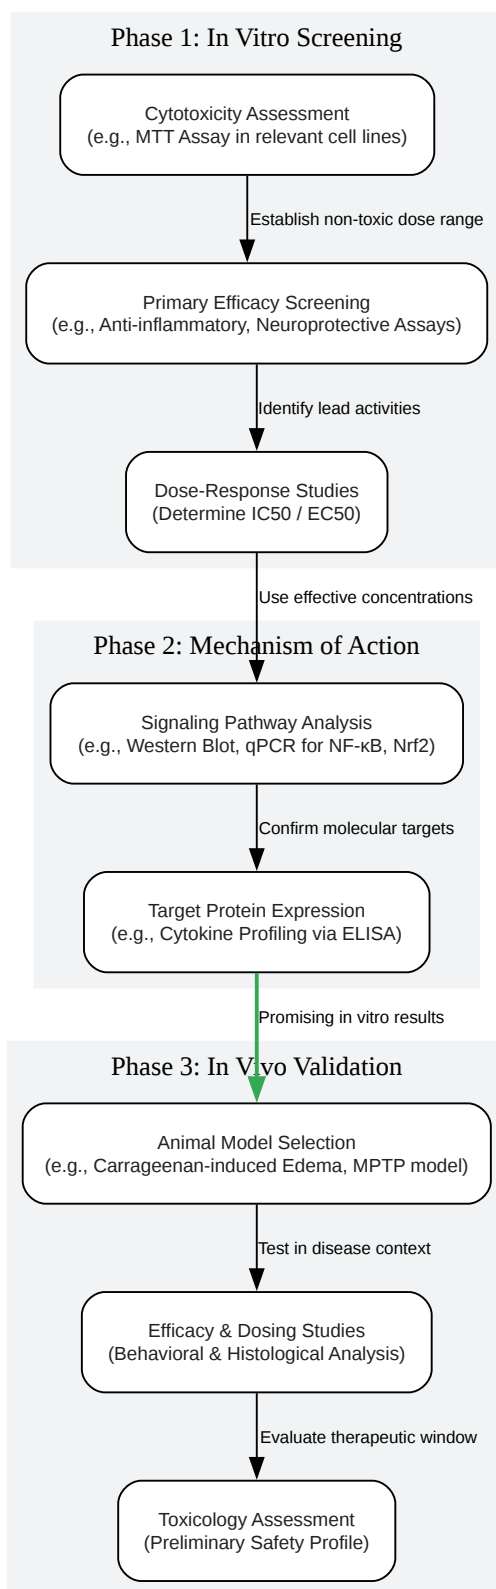 Phase 1: In Vitro Screening
Cytotoxicity Assessment
(e.g., MTT Assay in relevant cell lines)
Establish non-toxic dose range
Primary Efficacy Screening
(e.g., Anti-inflammatory, Neuroprotective Assays)
Identify lead activities
Dose-Response Studies
(Determine IC50 / EC50)
Use effective concentrations
Phase 2: Mechanism of Action
Signaling Pathway Analysis
(e.g., Western Blot, qPCR for NF-κB, Nrf2)
Confirm molecular targets
Target Protein Expression
(e.g., Cytokine Profiling via ELISA)
Promising in vitro results
Phase 3: In Vivo Validation
Animal Model Selection
(e.g., Carrageenan-induced Edema, MPTP model)
Test in disease context
Efficacy & Dosing Studies
(Behavioral & Histological Analysis)
Evaluate therapeutic window
Toxicology Assessment
(Preliminary Safety Profile)